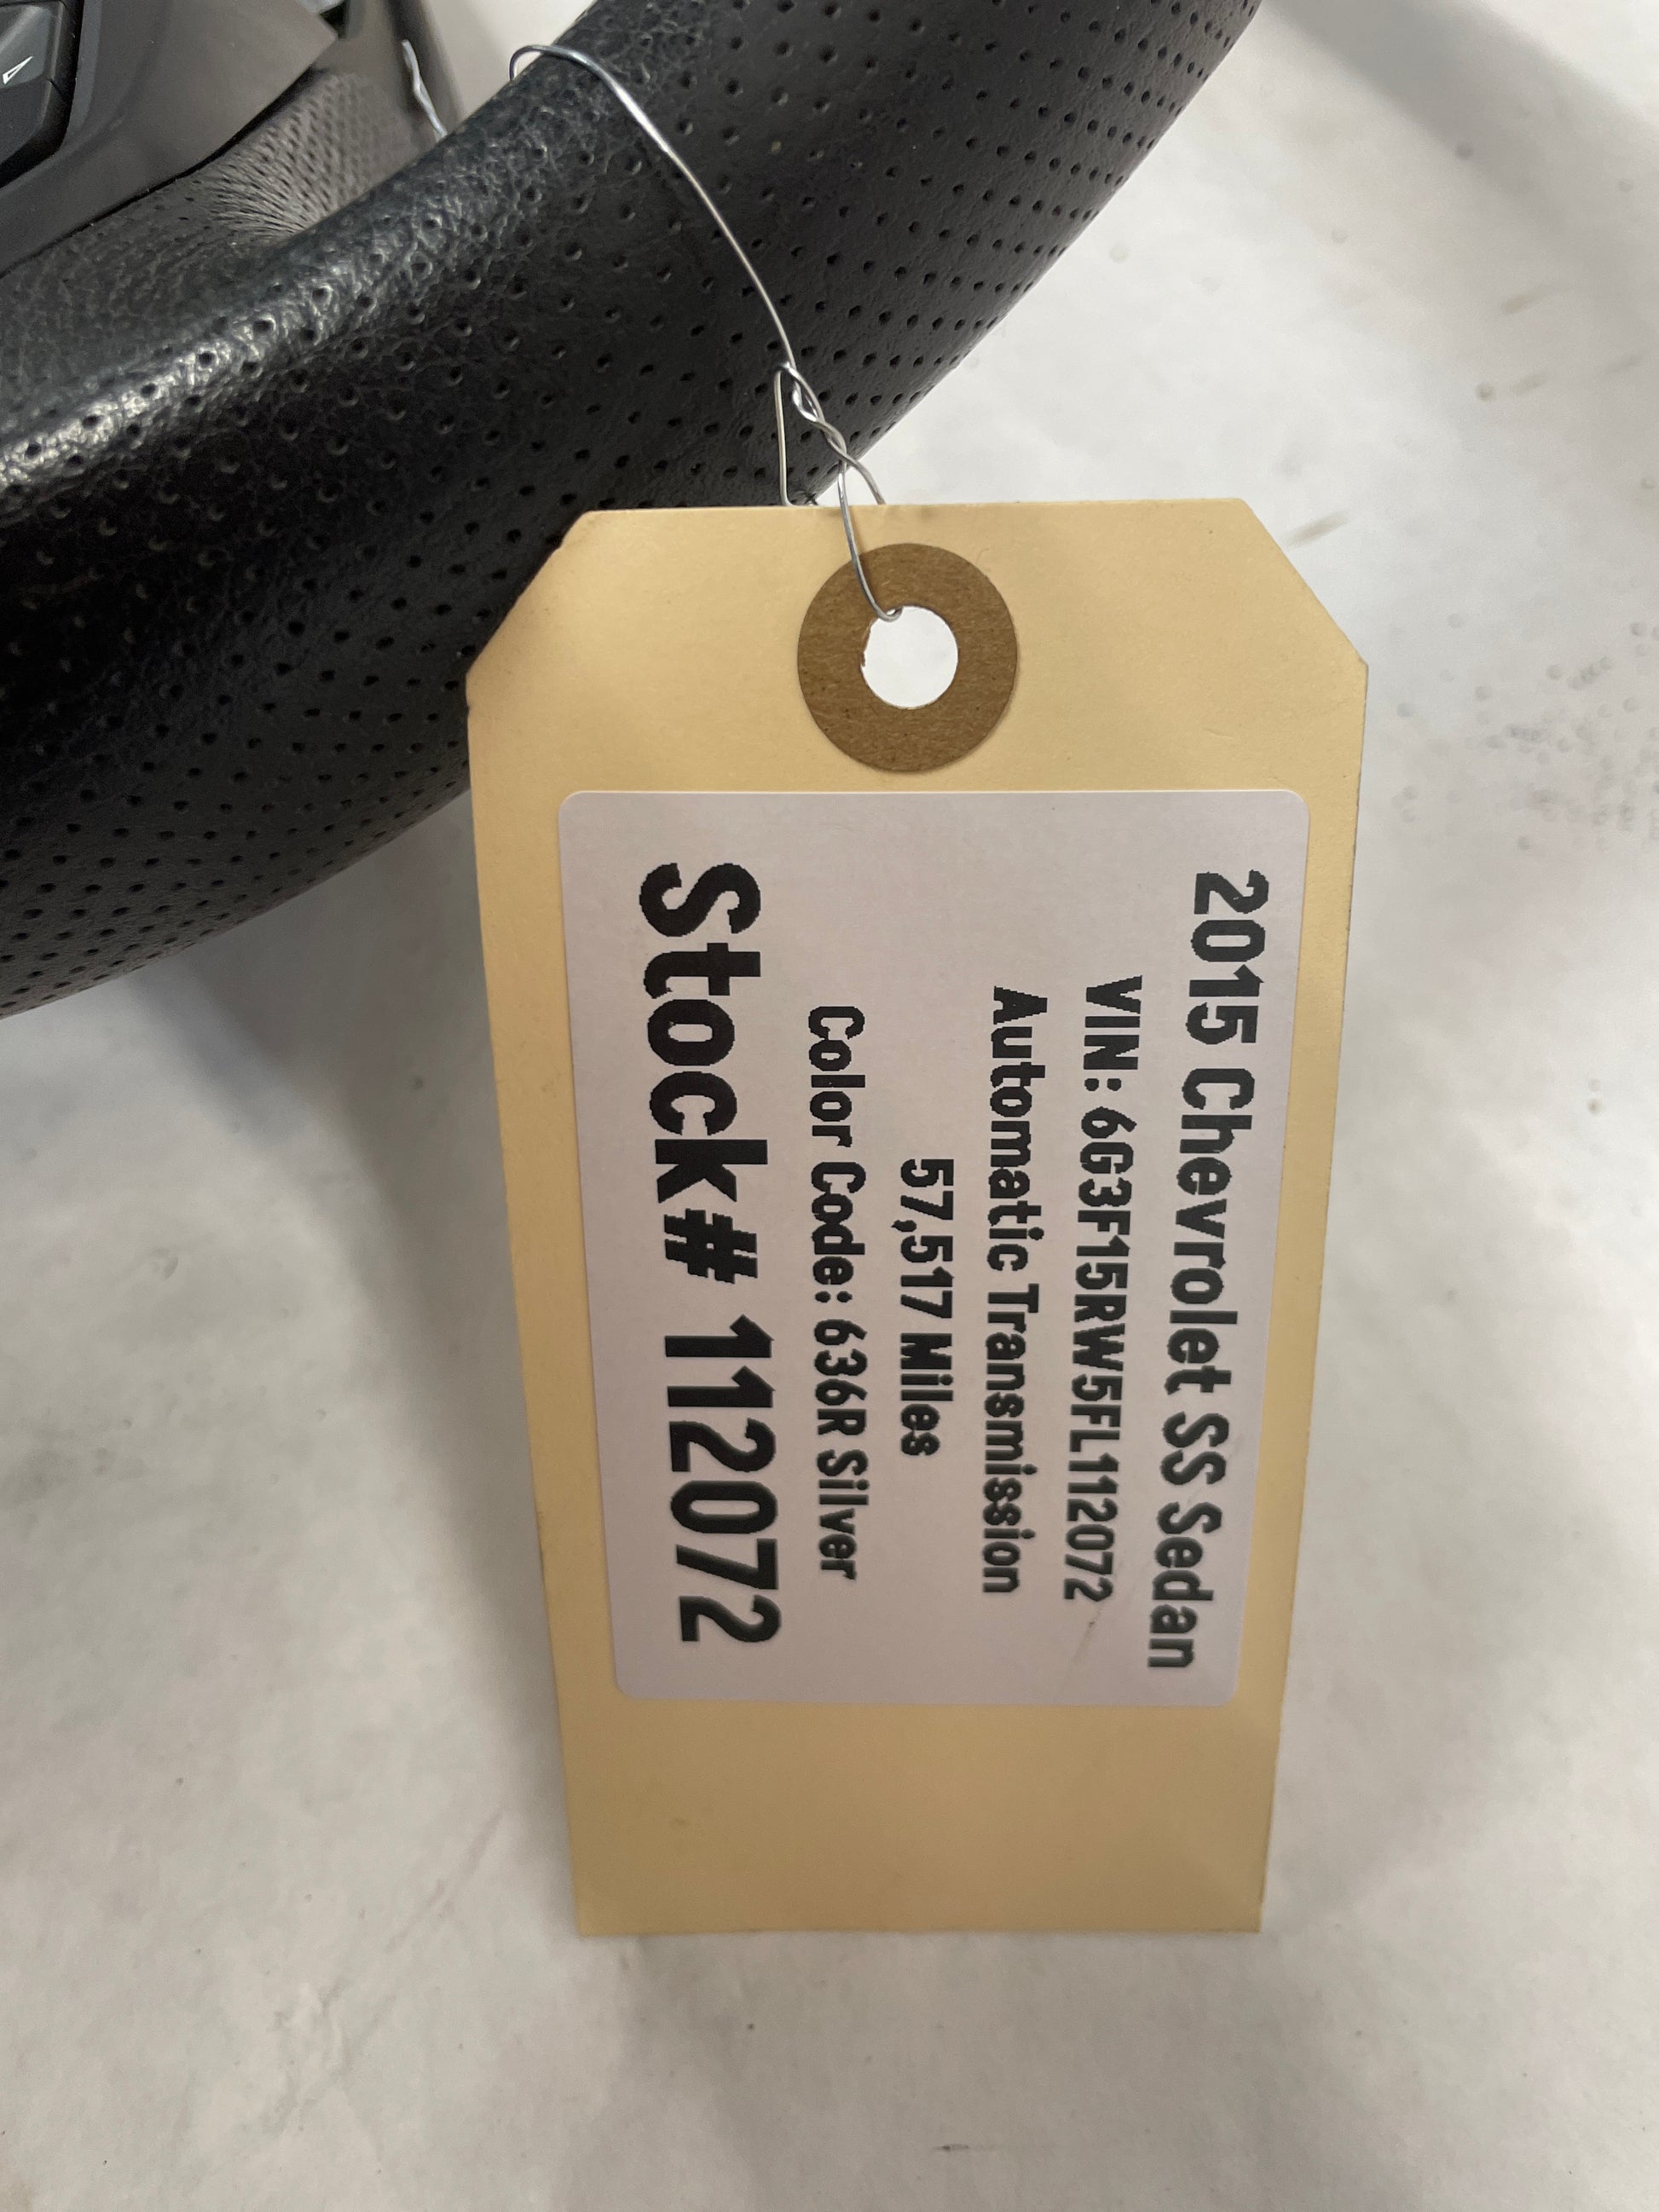 2015 Chevrolet SS Sedan
VIN: 6G3F15RW5FL112072
Automatic Transmission
57,517 Miles
Color Code: 636R Silver
Stock# 112072